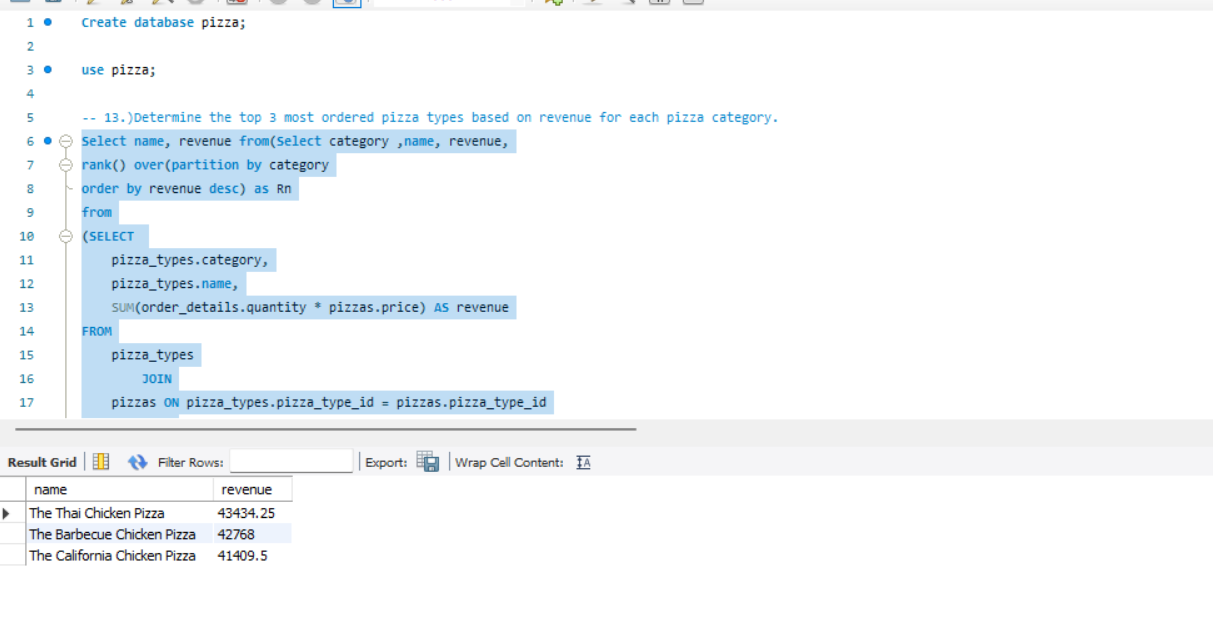 1 Create database pizza;
2
3 use pizza;
4
5 -- 13.)Determine the top 3 most ordered pizza types based on revenue for each pizza category.
6 Select name, revenue from(Select category ,name, revenue,
7 rank() over(partition by category
8 order by revenue desc) as Rn
9 from
10 (SELECT
11 pizza_types.category,
12 pizza_types.name,
13 SUM(order_details.quantity * pizzas.price) AS revenue
14 FROM
15 pizza_types
16 JOIN
17 pizzas ON pizza_types.pizza_type_id = pizzas.pizza_type_id
Result Grid Filter Rows: Export: Wrap Cell Content: IA
name revenue
The Thai Chicken Pizza 43434.25
The Barbecue Chicken Pizza 42768
The California Chicken Pizza 41409.5